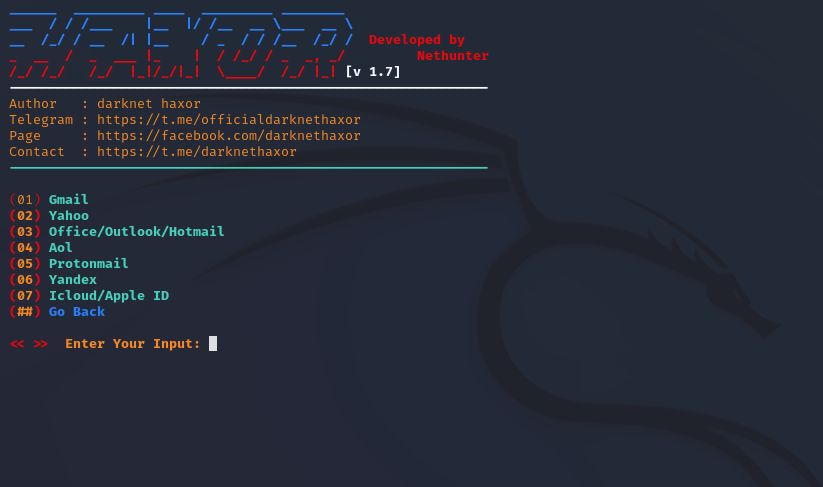 Developed by
Nethunter
[v 1.7]
Author : darknet haxor
Telegram : https://t.me/officialdarknethaxor
Page : https://facebook.com/darknethaxor
Contact : https://t.me/darknethaxor
(01) Gmail
(02) Yahoo
(03) Office/Outlook/Hotmail
(04) Aol
(05) Protonmail
(06) Yandex
(07) Icloud/Apple ID
(##) Go Back
<< >> Enter Your Input: